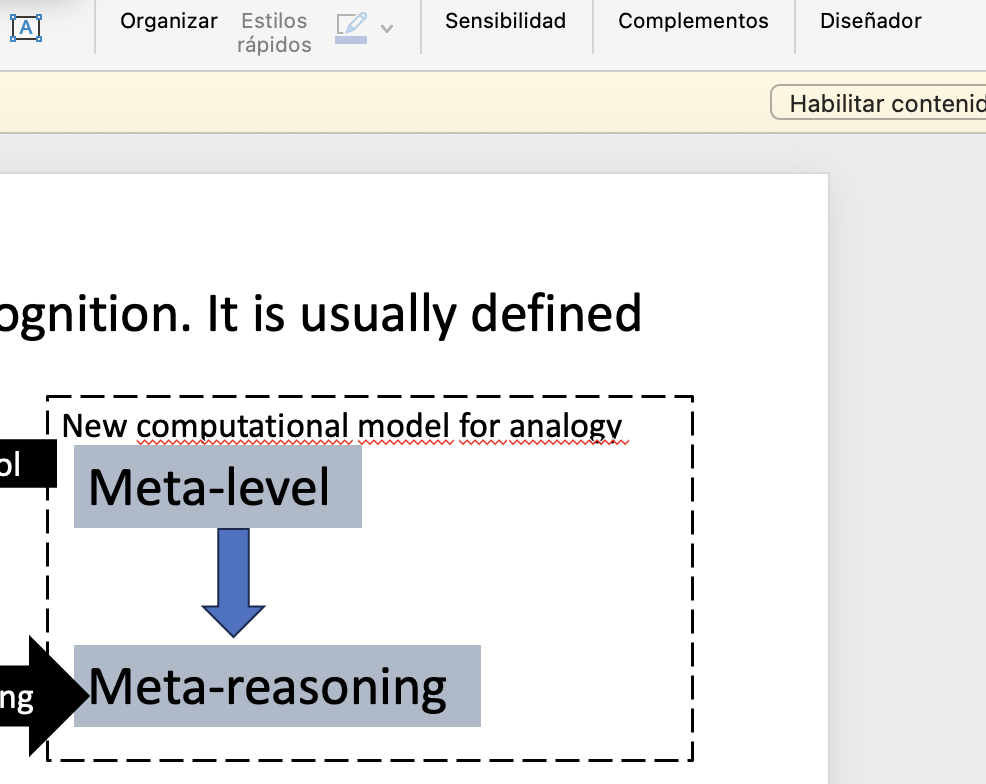 A
Organizar
Estilos
rápidos
Sensibilidad
Complementos
Diseñador
Habilitar contenid
ognition. It is usually defined
New computational model for analogy
ol
Meta-level
ng
Meta-reasoning